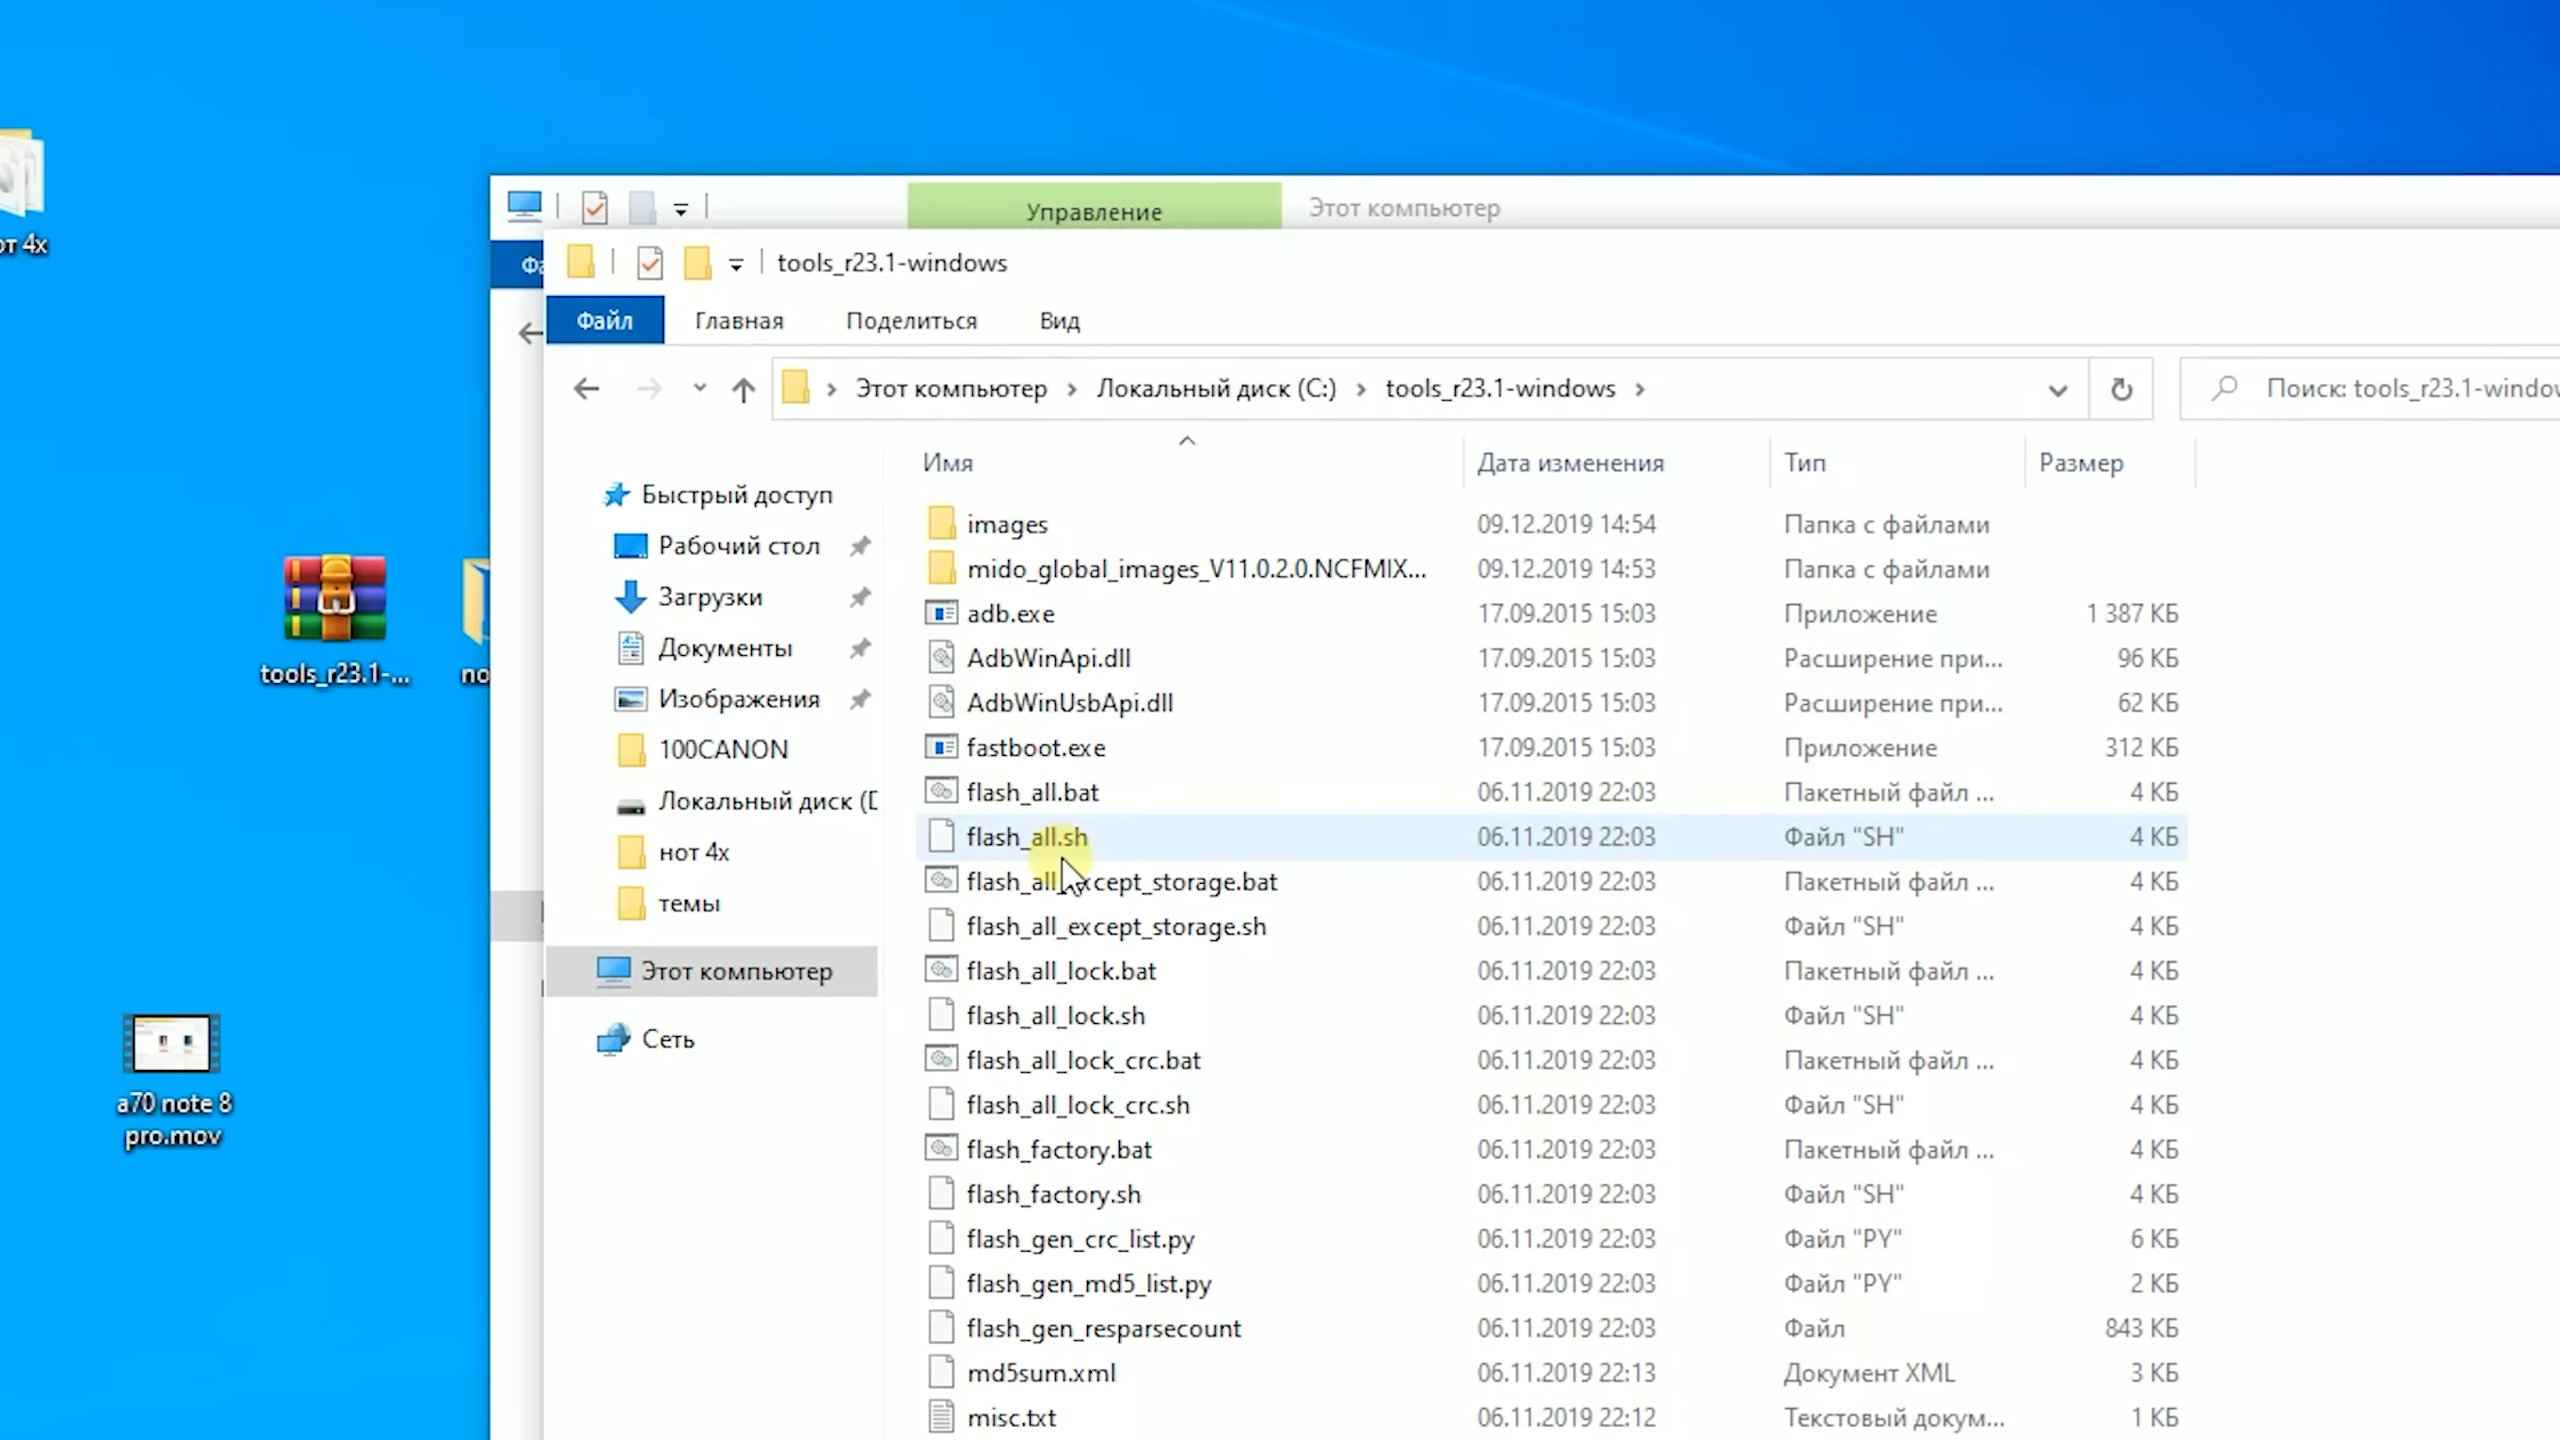 от 4x
tools_r23.1-...
a70 note 8
pro.mov
Управление
Этот компьютер
tools_r23.1-windows
Файл
Главная
Поделиться
Вид
Этот компьютер
Локальный диск (C:)
tools_r23.1-windows
Поиск: tools_r23.1-windov
Быстрый доступ
Рабочий стол
Загрузки
Документы
Изображения
100CANON
Локальный диск (D
нот 4x
темы
Этот компьютер
Сеть
Имя Дата изменения Тип Размер
images 09.12.2019 14:54 Папка с файлами
mido_global_images_V11.0.2.0.NCFMIX... 09.12.2019 14:53 Папка с файлами
adb.exe 17.09.2015 15:03 Приложение 1 387 КБ
AdbWinApi.dll 17.09.2015 15:03 Расширение при... 96 КБ
AdbWinUsbApi.dll 17.09.2015 15:03 Расширение при... 62 КБ
fastboot.exe 17.09.2015 15:03 Приложение 312 КБ
flash_all.bat 06.11.2019 22:03 Пакетный файл ... 4 КБ
flash_all.sh 06.11.2019 22:03 Файл "SH" 4 КБ
flash_all_except_storage.bat 06.11.2019 22:03 Пакетный файл ... 4 КБ
flash_all_except_storage.sh 06.11.2019 22:03 Файл "SH" 4 КБ
flash_all_lock.bat 06.11.2019 22:03 Пакетный файл ... 4 КБ
flash_all_lock.sh 06.11.2019 22:03 Файл "SH" 4 КБ
flash_all_lock_crc.bat 06.11.2019 22:03 Пакетный файл ... 4 КБ
flash_all_lock_crc.sh 06.11.2019 22:03 Файл "SH" 4 КБ
flash_factory.bat 06.11.2019 22:03 Пакетный файл ... 4 КБ
flash_factory.sh 06.11.2019 22:03 Файл "SH" 4 КБ
flash_gen_crc_list.py 06.11.2019 22:03 Файл "PY" 6 КБ
flash_gen_md5_list.py 06.11.2019 22:03 Файл "PY" 2 КБ
flash_gen_resparsecount 06.11.2019 22:03 Файл 843 КБ
md5sum.xml 06.11.2019 22:13 Документ XML 3 КБ
misc.txt 06.11.2019 22:12 Текстовый докум... 1 КБ